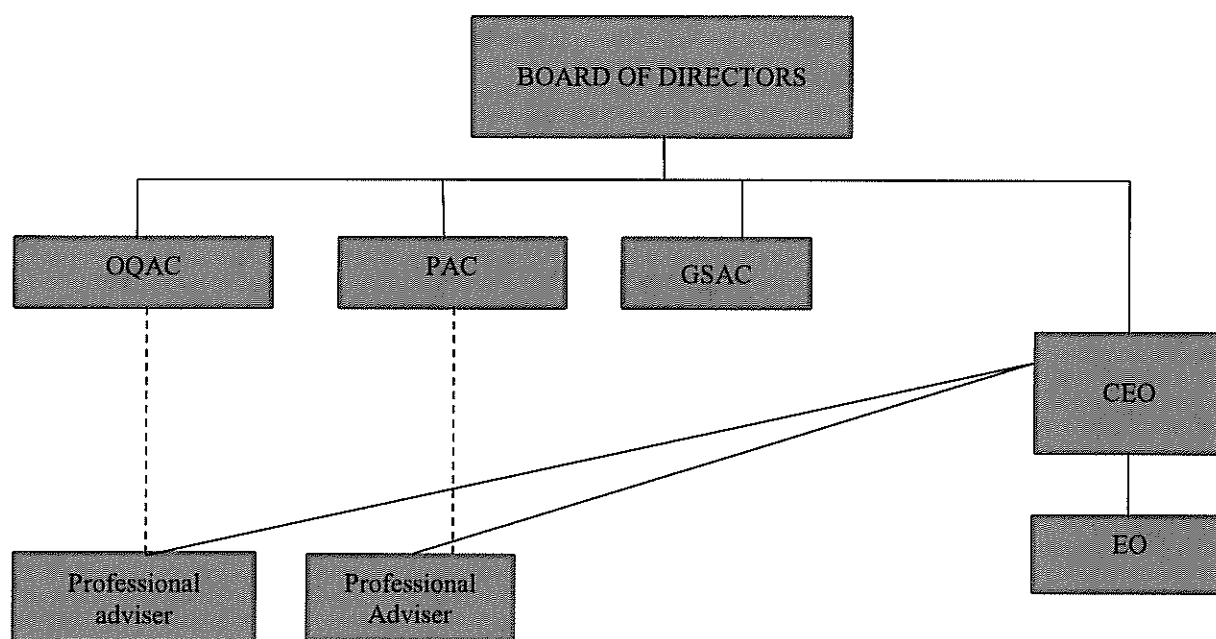 BOARD OF DIRECTORS
OQAC
PAC
GSAC
CEO
EO
Professional
adviser
Professional
Adviser